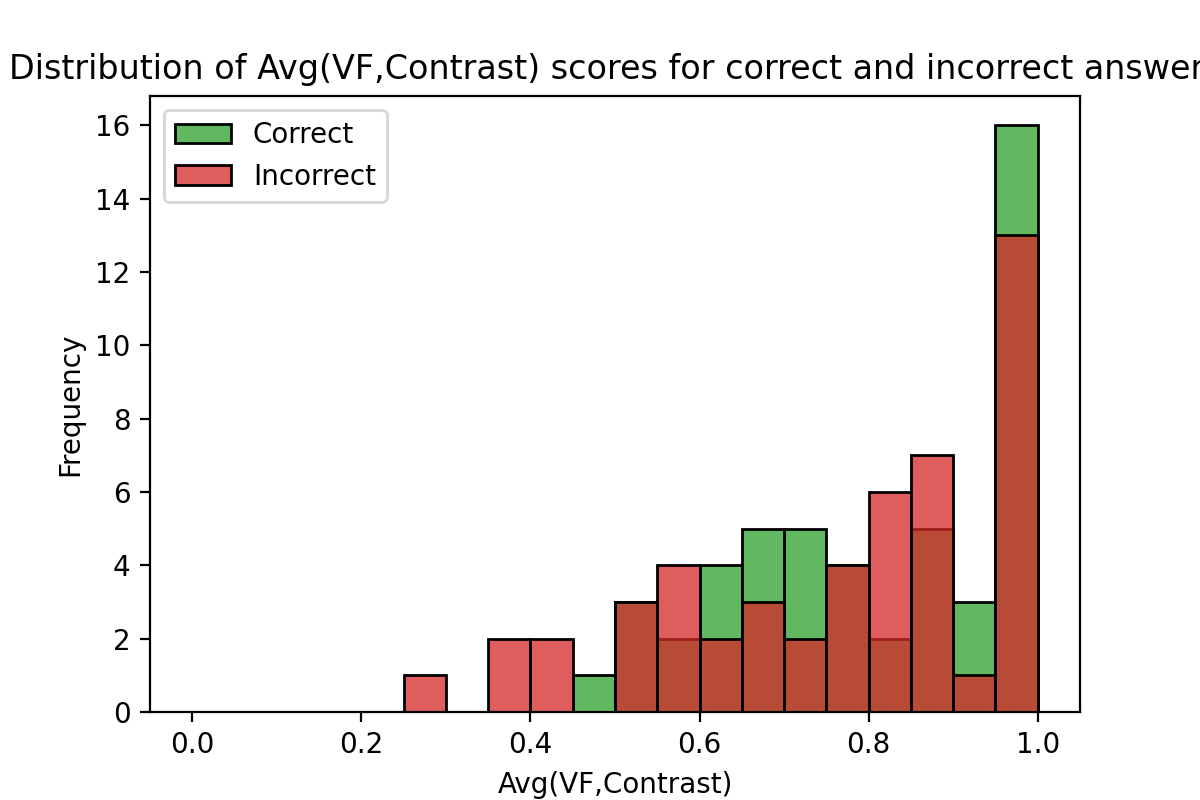 Distribution of Avg(VF,Contrast) scores for correct and incorrect answer
Correct
Incorrect
16
14
12
10
8
6
4
2
0
Frequency
0.0 0.2 0.4 0.6 0.8 1.0
Avg(VF,Contrast)